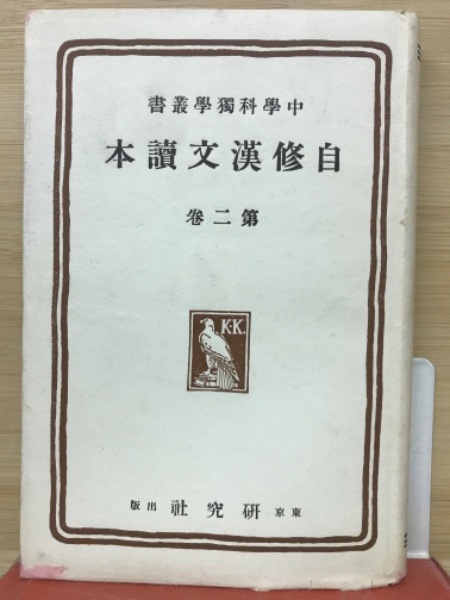 中學科獨學叢書
自修漢文讀本
第二卷
K・K.
東京 研究社 出版